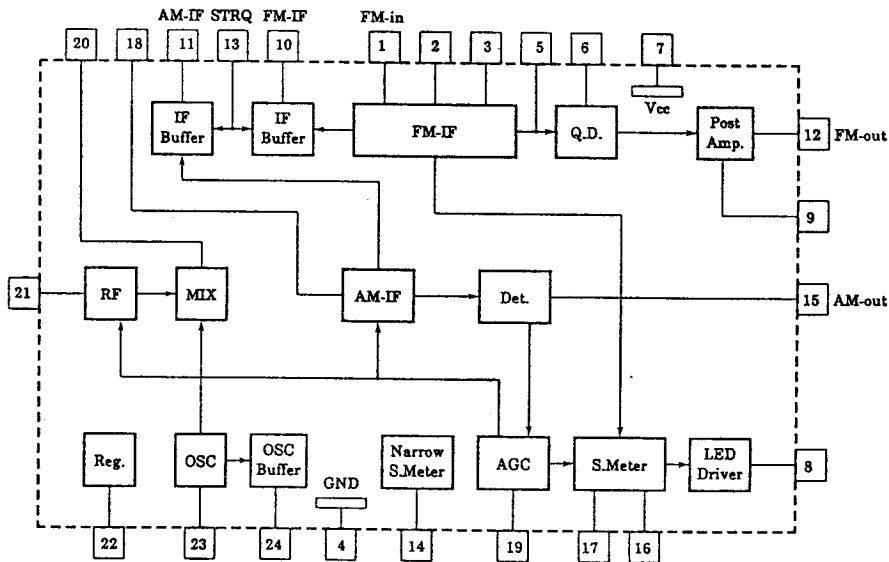 AM-IF STRQ FM-IF FM-in
20 18 11 13 10 1 2 3 5 6 7
Vcc
IF Buffer
IF Buffer
FM-IF
Q.D.
Post Amp.
12 FM-out
9
21
RF
MIX
AM-IF
Det.
15 AM-out
Reg.
OSC
OSC Buffer
GND
Narrow S.Meter
AGC
S.Meter
LED Driver
8
22 23 24 4 14 19 17 16